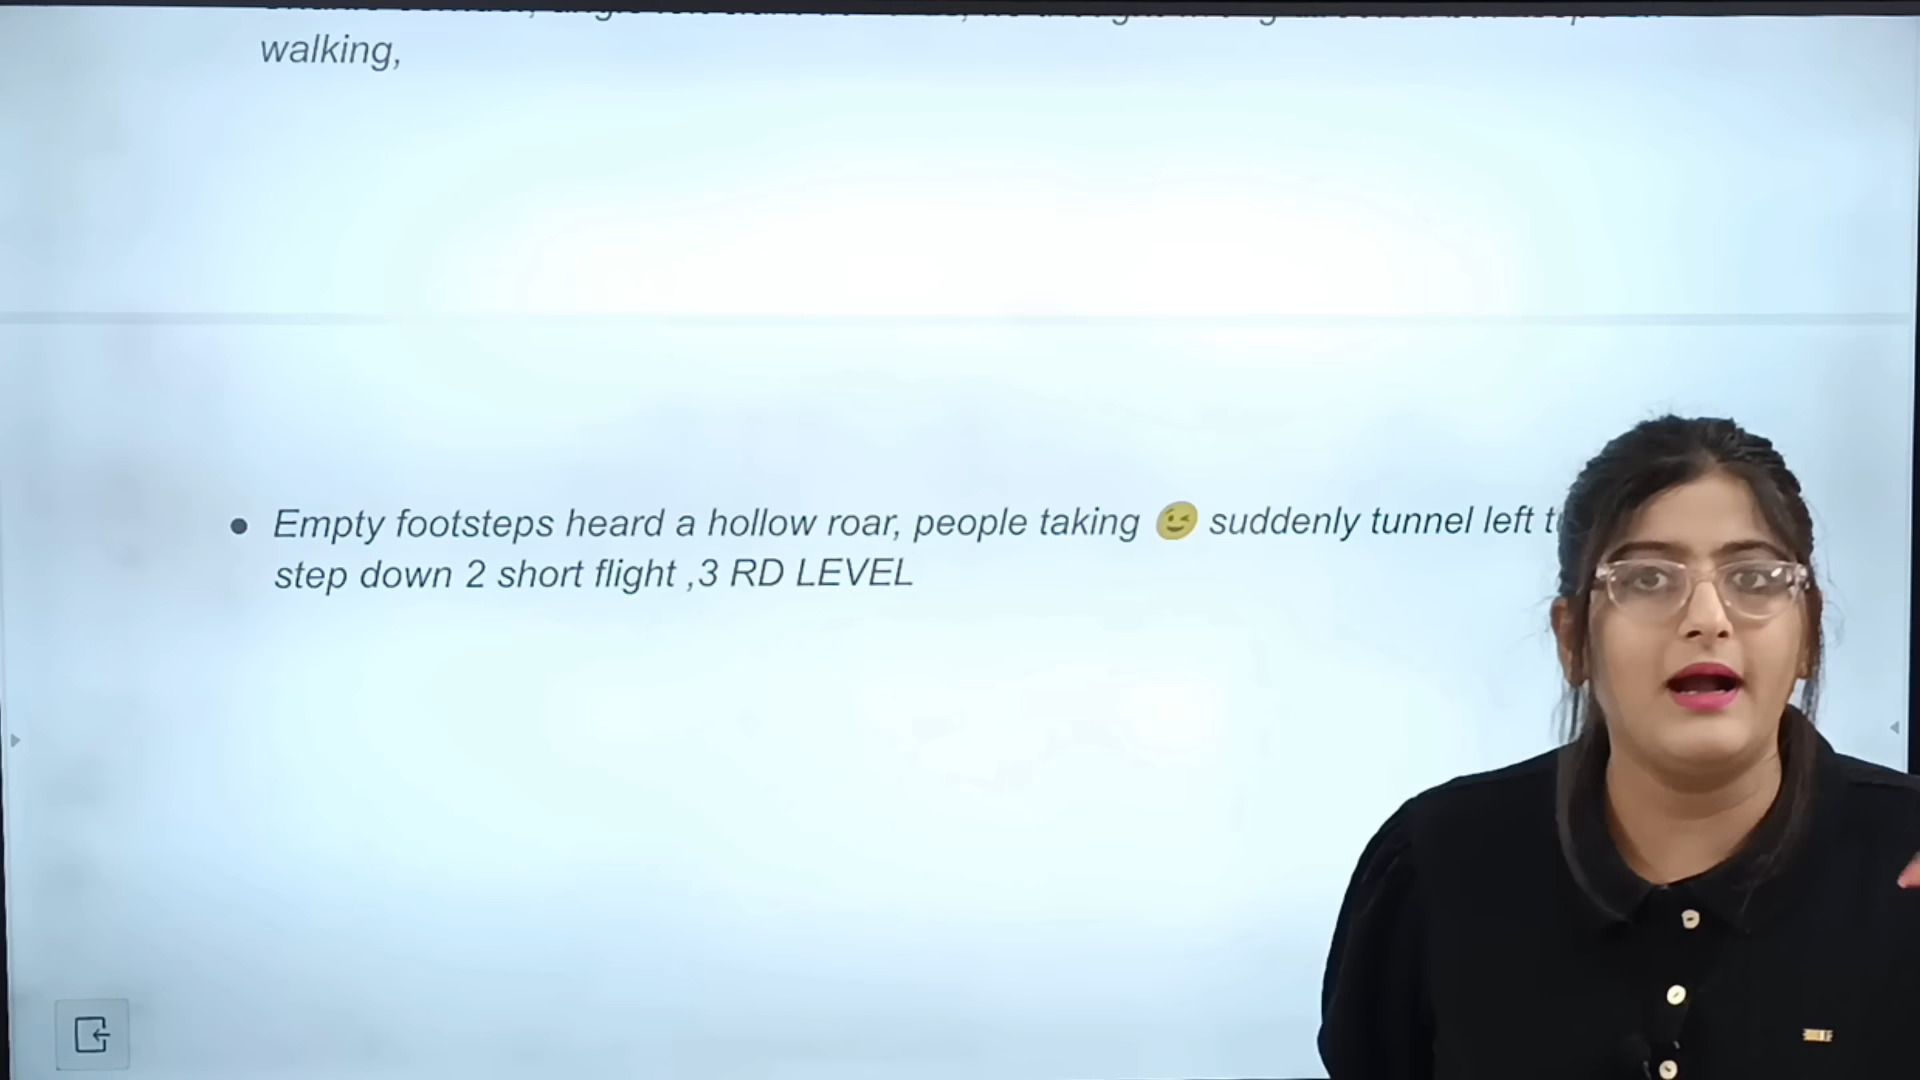 walking,
● Empty footsteps heard a hollow roar, people taking 😉 suddenly tunnel left
step down 2 short flight ,3 RD LEVEL